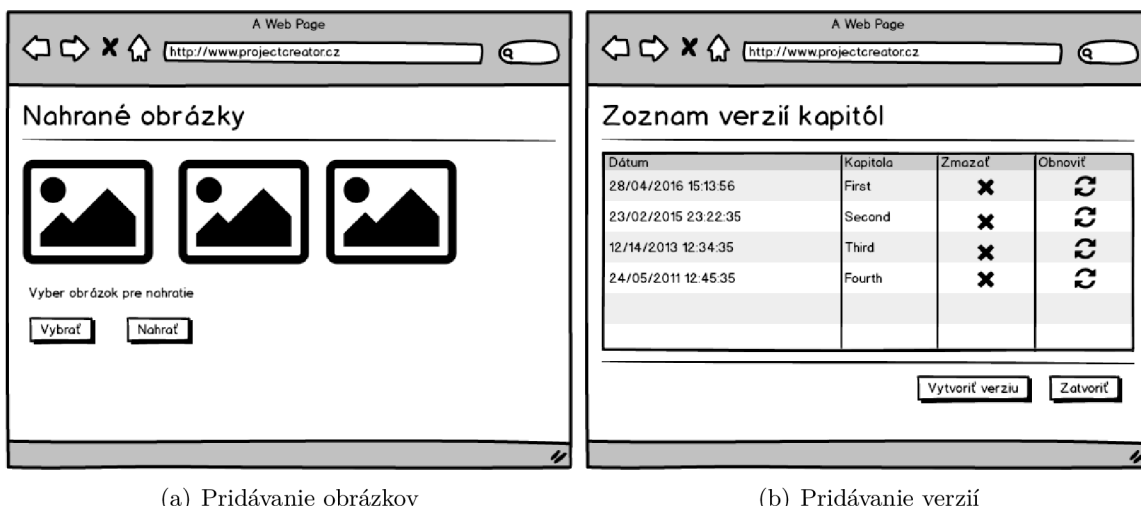 A Web Page
http://www.projectcreator.cz
Nahrané obrázky
Vyber obrázok pre nahratie
Vybrať
Nahrať
(a) Pridávanie obrázkov
A Web Page
http://www.projectcreator.cz
Zoznam verzií kapitól
Dátum Kapitola Zmazať Obnoviť
28/04/2016 15:13:56 First
23/02/2015 23:22:35 Second
12/14/2013 12:34:35 Third
24/05/2011 12:45:35 Fourth
Vytvoriť verziu
Zatvoriť
(b) Pridávanie verzií